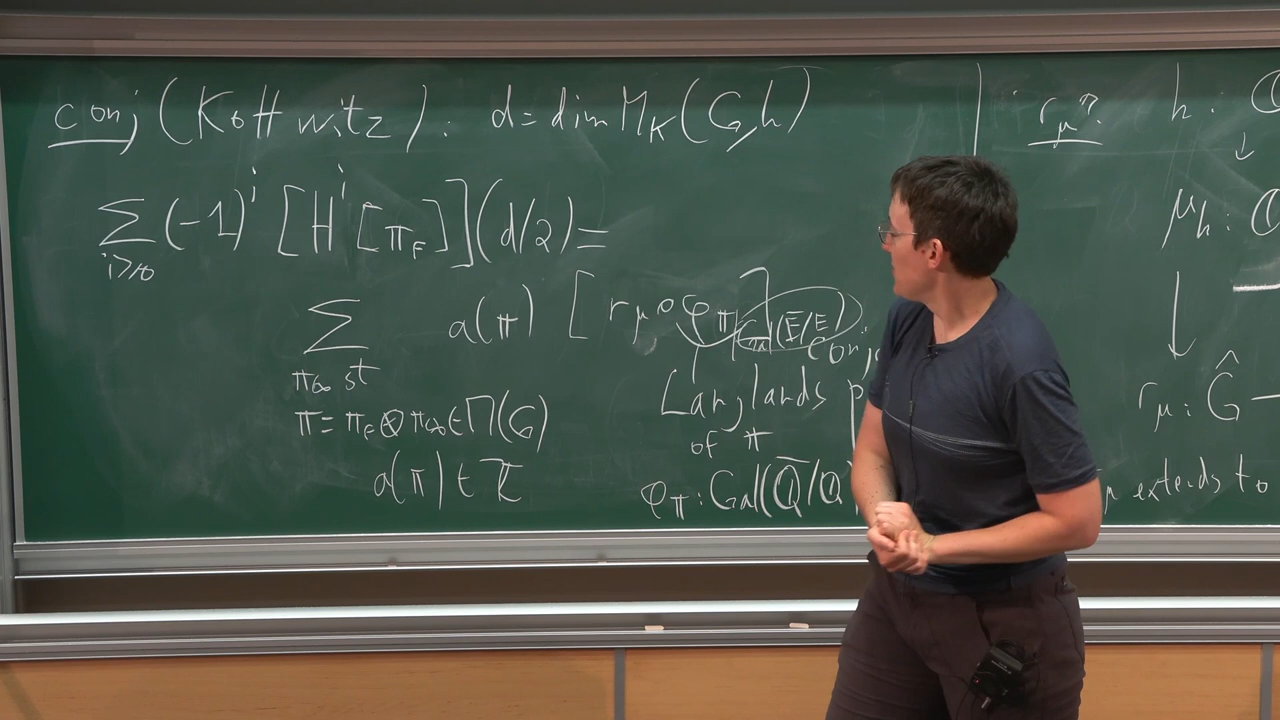 conj (Kottwitz): d = dim M_K(G,h)
Σ_{i≥0} (-1)^i [H^i[π_f]](d/2) =
Σ a(π) [r_μ ∘ φ_π|Gal(E̅/E)]
π_∞ st
π = π_f ⊗ π_∞ ∈ Π(G)
a(π) ∈ Z
conj
Langlands p
of π
φ_π : Gal(Q̅/Q)
r_μ?
h :
↓
μ_h :
↓
r_μ : Ĝ →
extends to